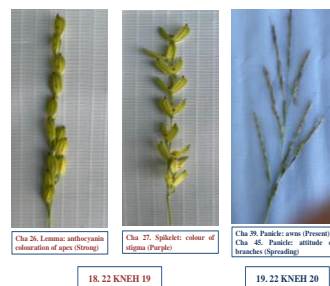 Cha 26. Lemma: anthocyanin
colouration of apex (Strong)
Cha 27. Spikelet: colour of
stigma (Purple)
Cha 39. Panicle: awns (Present)
Cha 45. Panicle: attitude of
branches (Spreading)
18. 22 KNEH 19
19. 22 KNEH 20